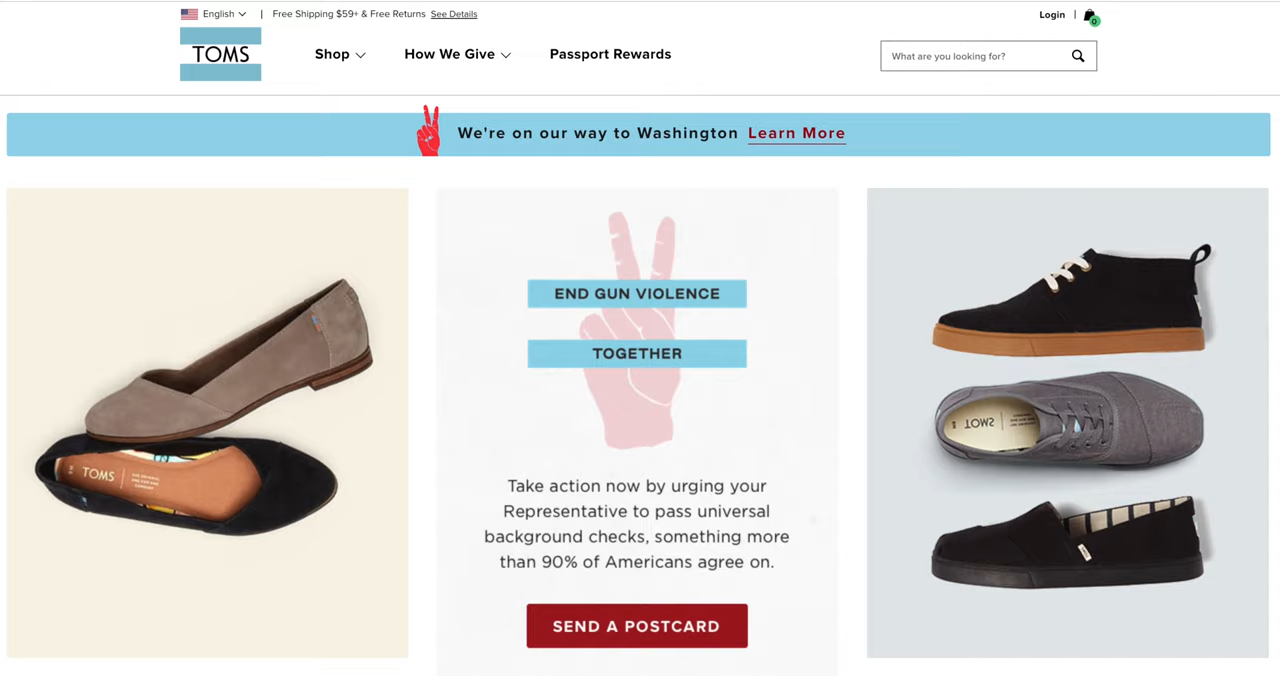 English
Free Shipping $59+ & Free Returns See Details
Login
0
TOMS
Shop
How We Give
Passport Rewards
What are you looking for?
We're on our way to Washington Learn More
END GUN VIOLENCE
TOGETHER
Take action now by urging your
Representative to pass universal
background checks, something more
than 90% of Americans agree on.
SEND A POSTCARD
TOMS
TOMS